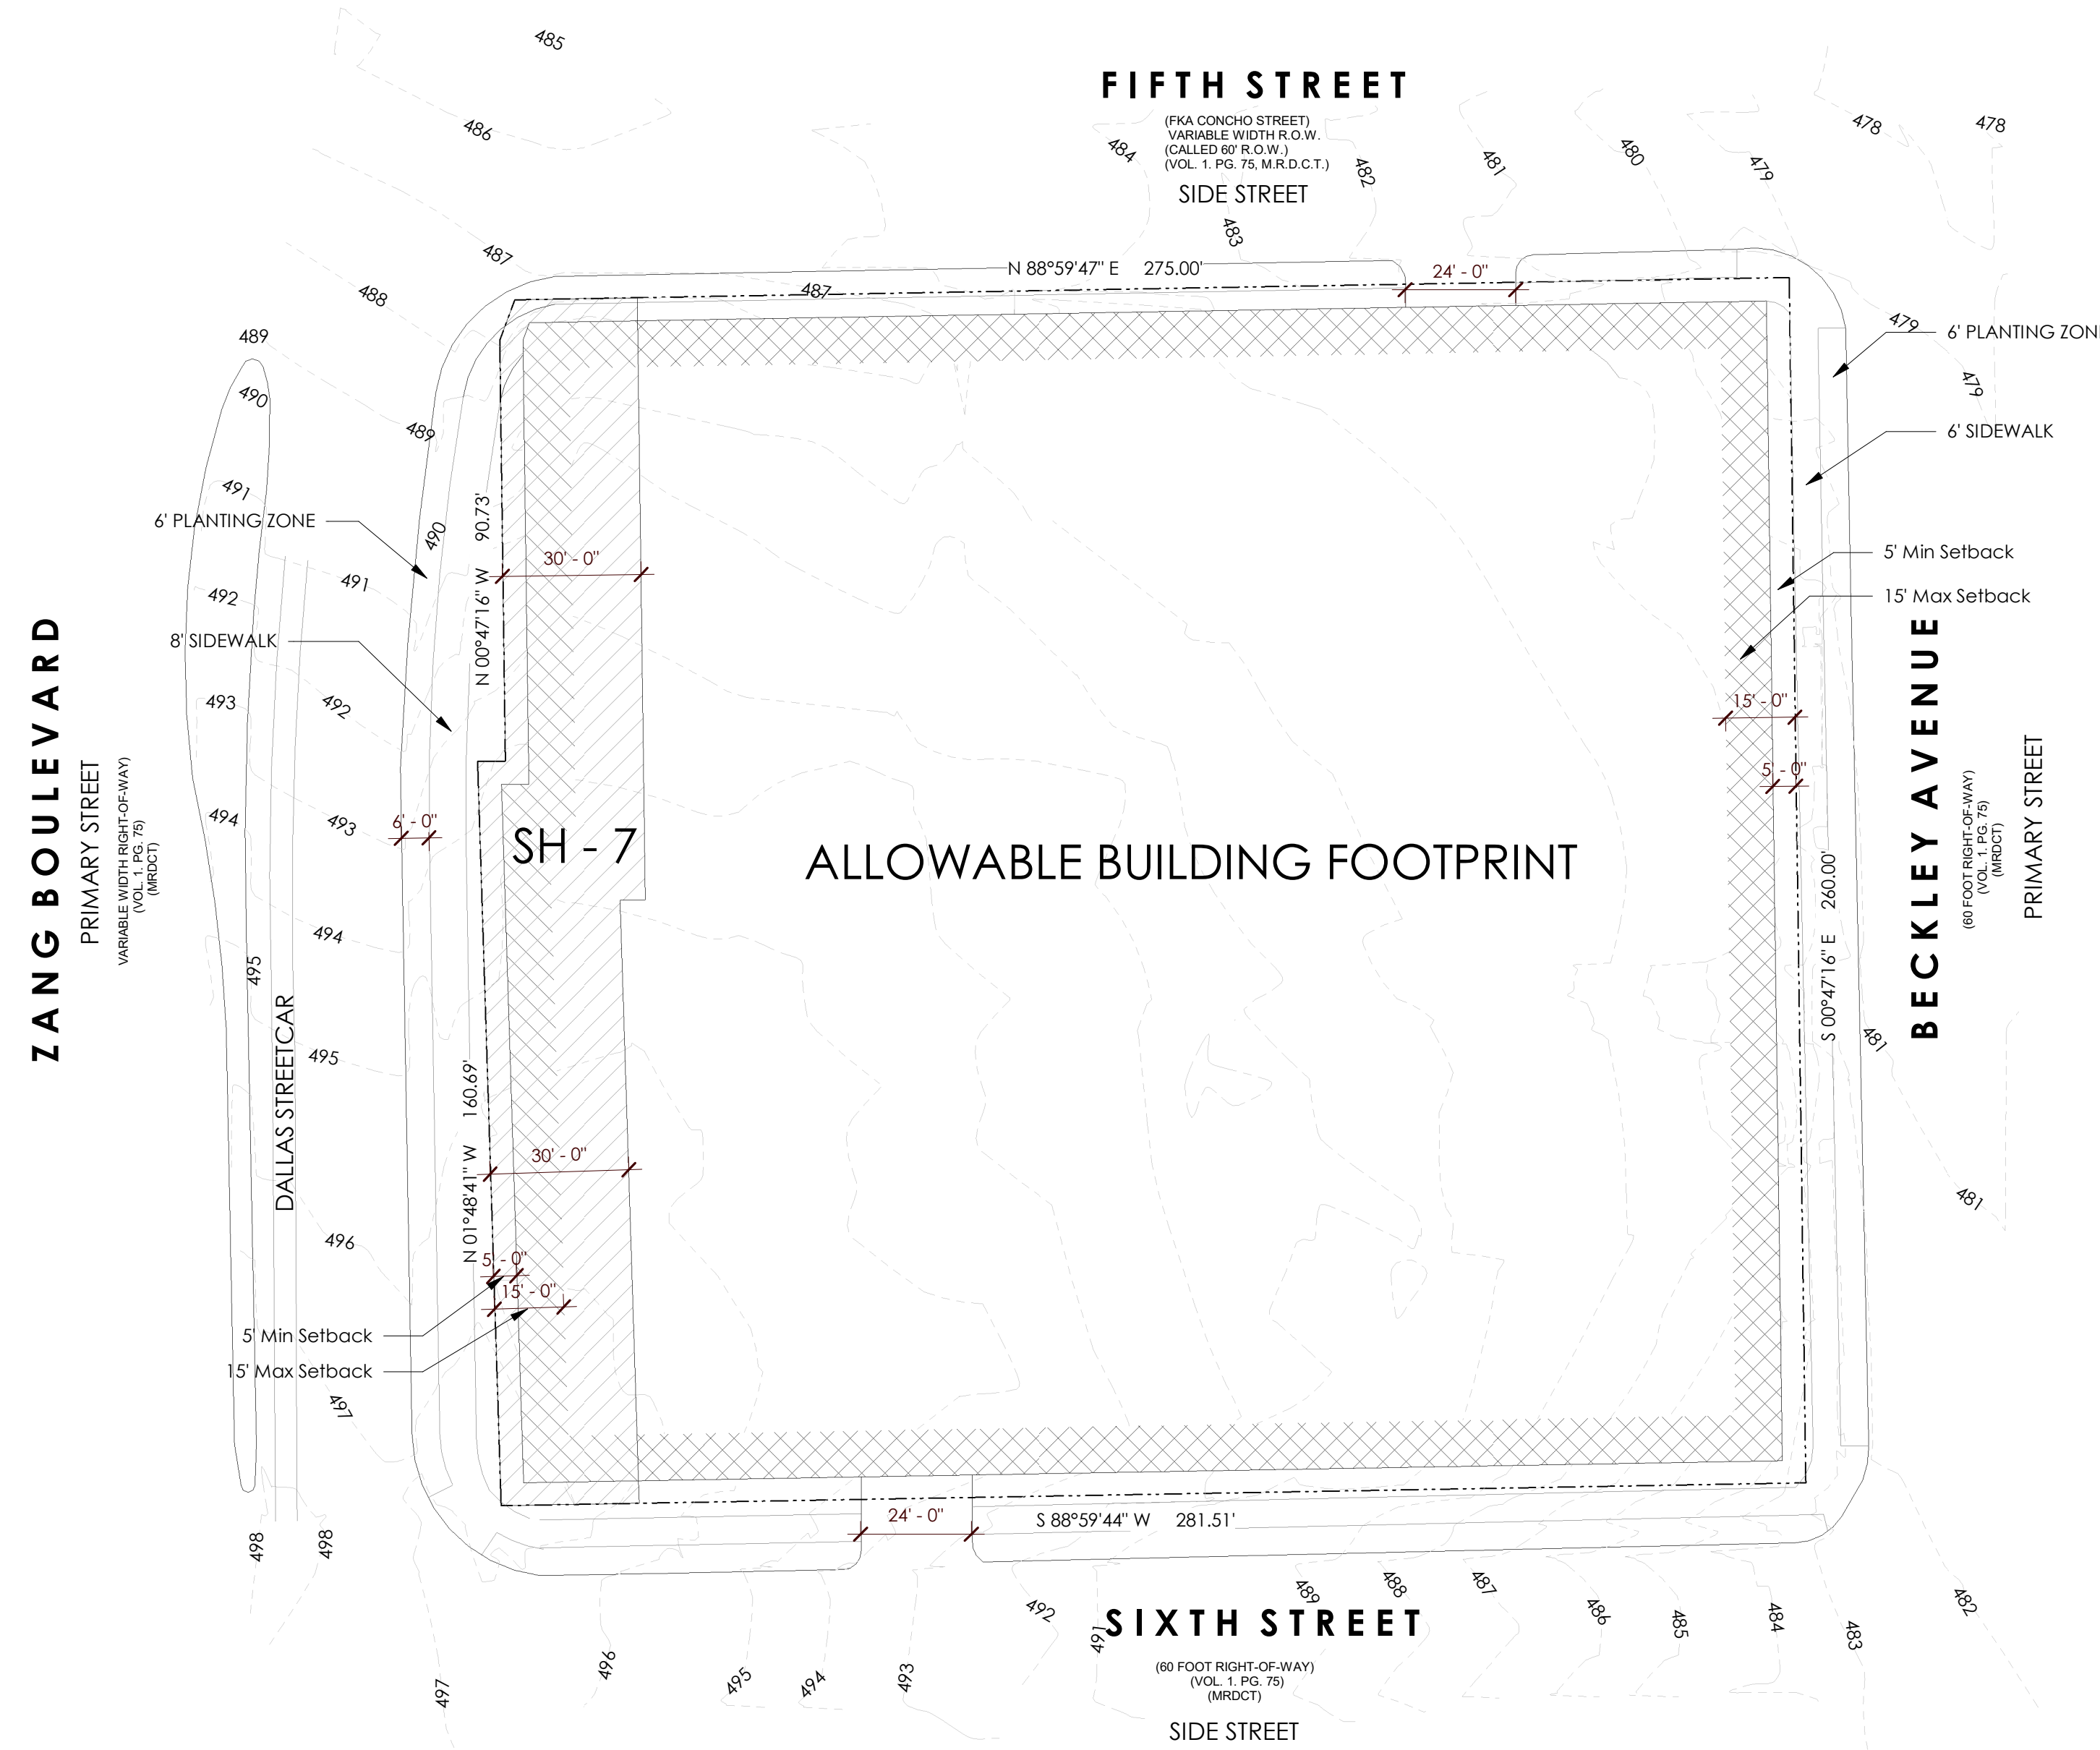 485
FIFTH STREET
(FKA CONCHO STREET)
VARIABLE WIDTH R.O.W.
(CALLED 60' R.O.W.)
(VOL. 1. PG. 75, M.R.D.C.T.)
SIDE STREET
486
484
482
481
480
479
478
478
483
487
N 88°59'47" E 275.00'
24' - 0"
488
487
489
479
6' PLANTING ZON
490
479
489
6' SIDEWALK
491
490
90.73'
N 00°47'16" W
6' PLANTING ZONE
30' - 0"
5' Min Setback
492
491
15' Max Setback
8' SIDEWALK
493
492
15' - 0"
5' - 0"
ZANG BOULEVARD
PRIMARY STREET
VARIABLE WIDTH RIGHT-OF-WAY)
(VOL. 1. PG. 75)
(MRDCT)
494
493
6' - 0"
SH - 7
ALLOWABLE BUILDING FOOTPRINT
S 00°47'16" E 260.00'
BECKLEY AVENUE
(60 FOOT RIGHT-OF-WAY)
(VOL. 1. PG. 75)
(MRDCT)
PRIMARY STREET
494
495
DALLAS STREETCAR
495
481
N 01°48'41" W 160.69'
30' - 0"
481
496
5' - 0"
15' - 0"
5' Min Setback
15' Max Setback
497
24' - 0"
S 88°59'44" W 281.51'
498
498
492
491
489
488
487
486
485
484
483
482
SIXTH STREET
497
496
495
494
493
(60 FOOT RIGHT-OF-WAY)
(VOL. 1. PG. 75)
(MRDCT)
SIDE STREET